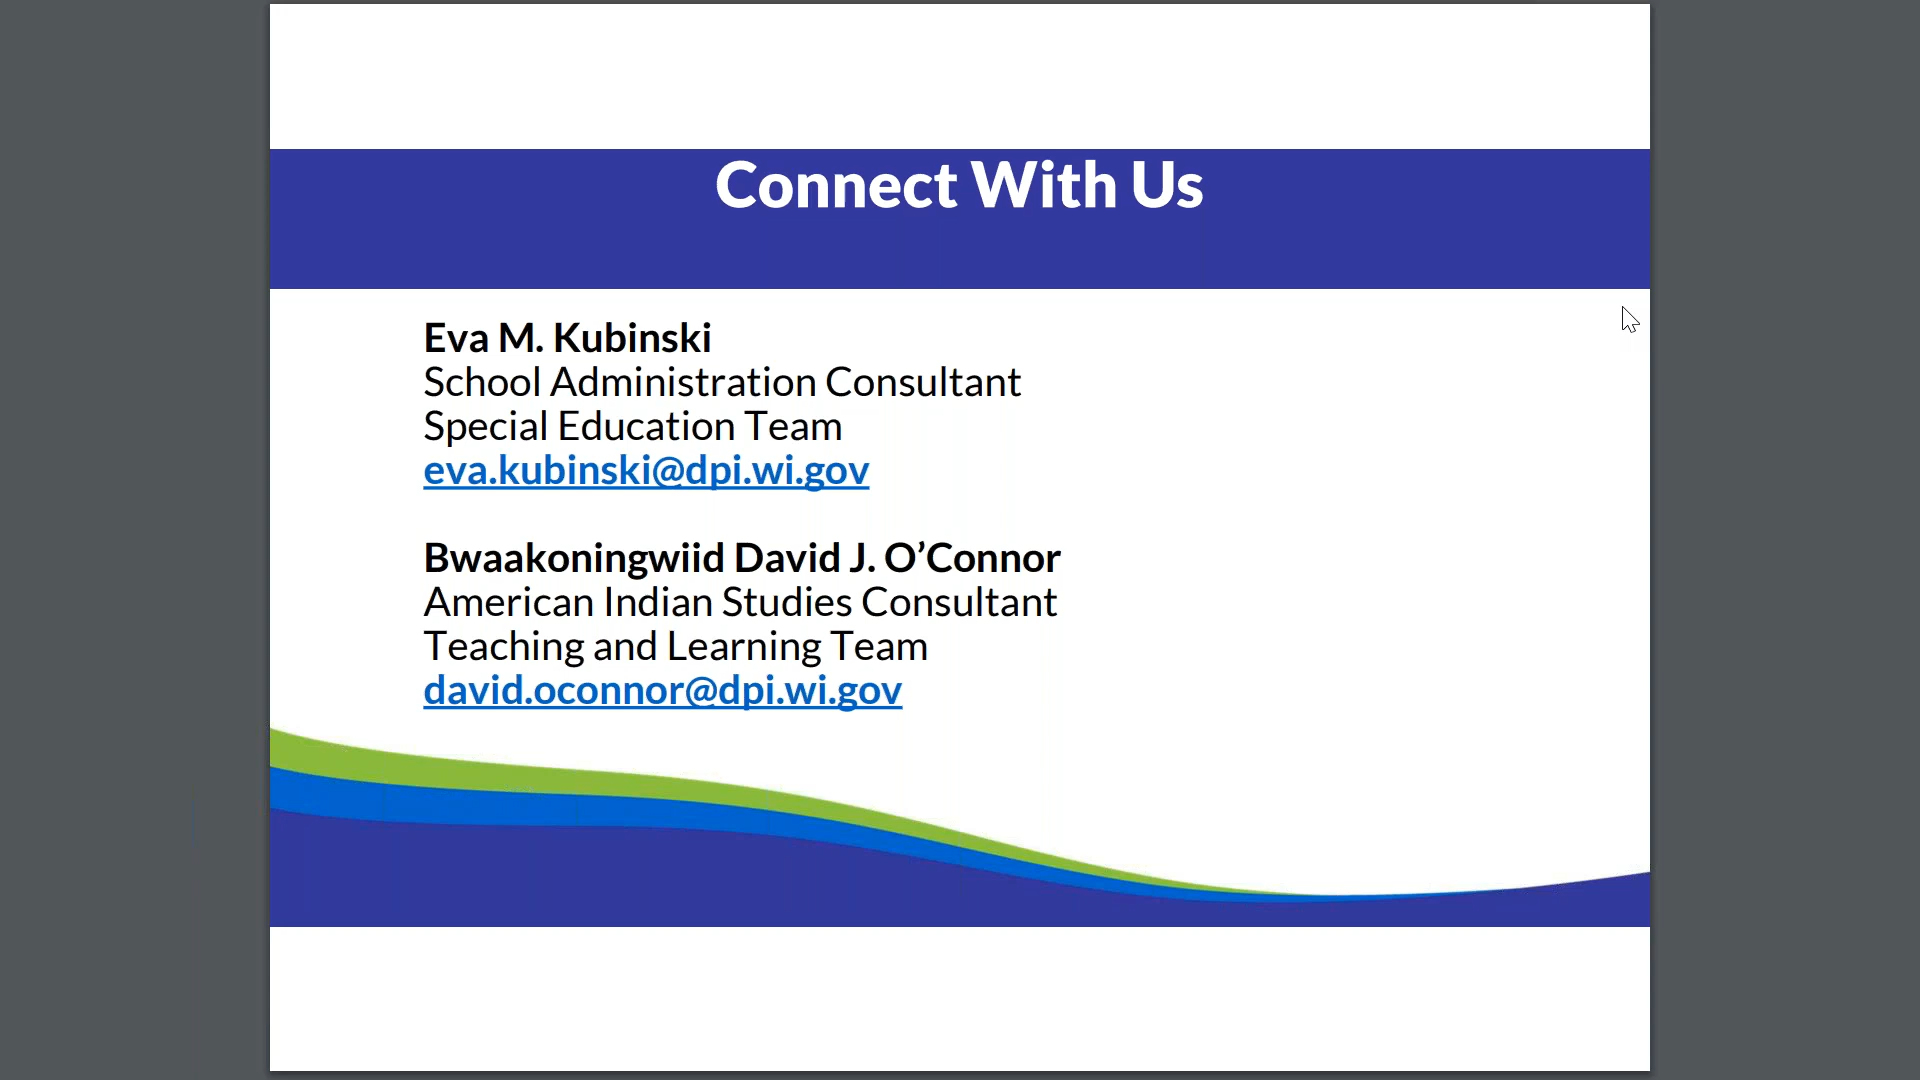 Connect With Us
Eva M. Kubinski
School Administration Consultant
Special Education Team
eva.kubinski@dpi.wi.gov
Bwaakoningwiid David J. O’Connor
American Indian Studies Consultant
Teaching and Learning Team
david.oconnor@dpi.wi.gov